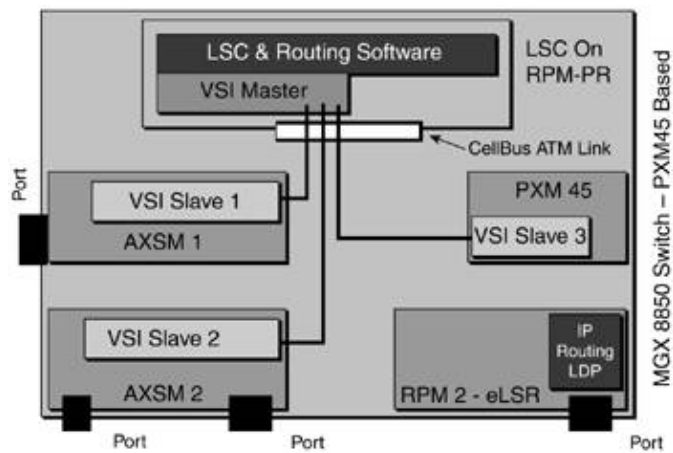 LSC & Routing Software
VSI Master
LSC On
RPM-PR
CellBus ATM Link
Port
VSI Slave 1
AXSM 1
PXM 45
VSI Slave 3
VSI Slave 2
AXSM 2
IP
Routing
LDP
RPM 2 - eLSR
Port
Port
Port
MGX 8850 Switch – PXM45 Based